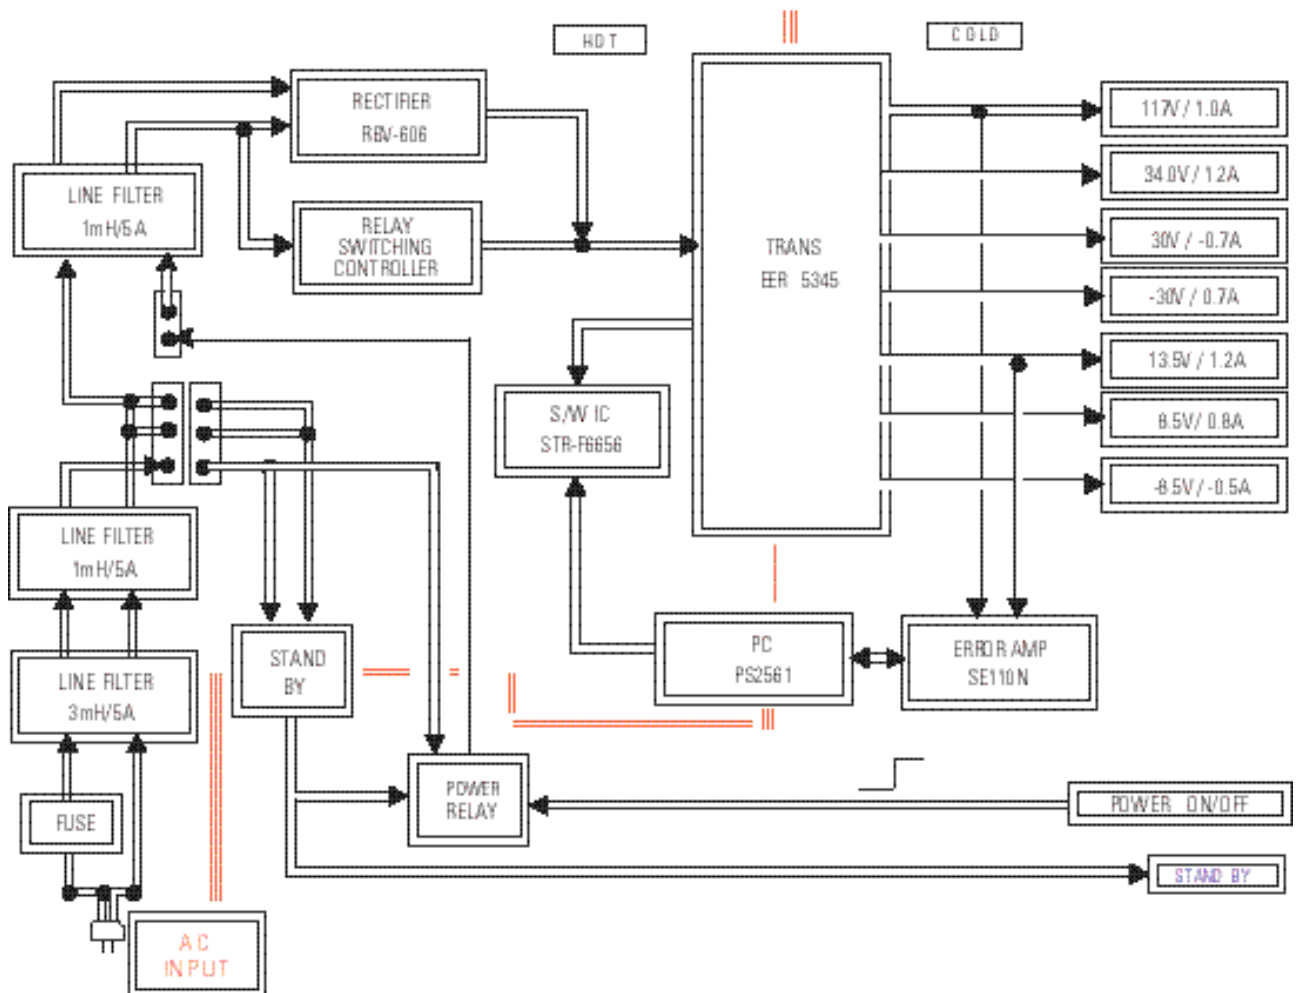 HOT
COLD
RECTIFIER
RBV-606
117V / 1.0A
LINE FILTER
1mH/5A
34.0V / 1.2A
RELAY
SWITCHING
CONTROLLER
TRANS
EER 5345
30V / -0.7A
-30V / 0.7A
13.5V / 1.2A
S/W IC
STR-F6656
8.5V/ 0.8A
-8.5V / -0.5A
LINE FILTER
1mH/5A
STAND
BY
PC
PS2561
ERROR AMP
SE110N
LINE FILTER
3mH/5A
POWER
RELAY
POWER ON/OFF
FUSE
STAND BY
AC
INPUT